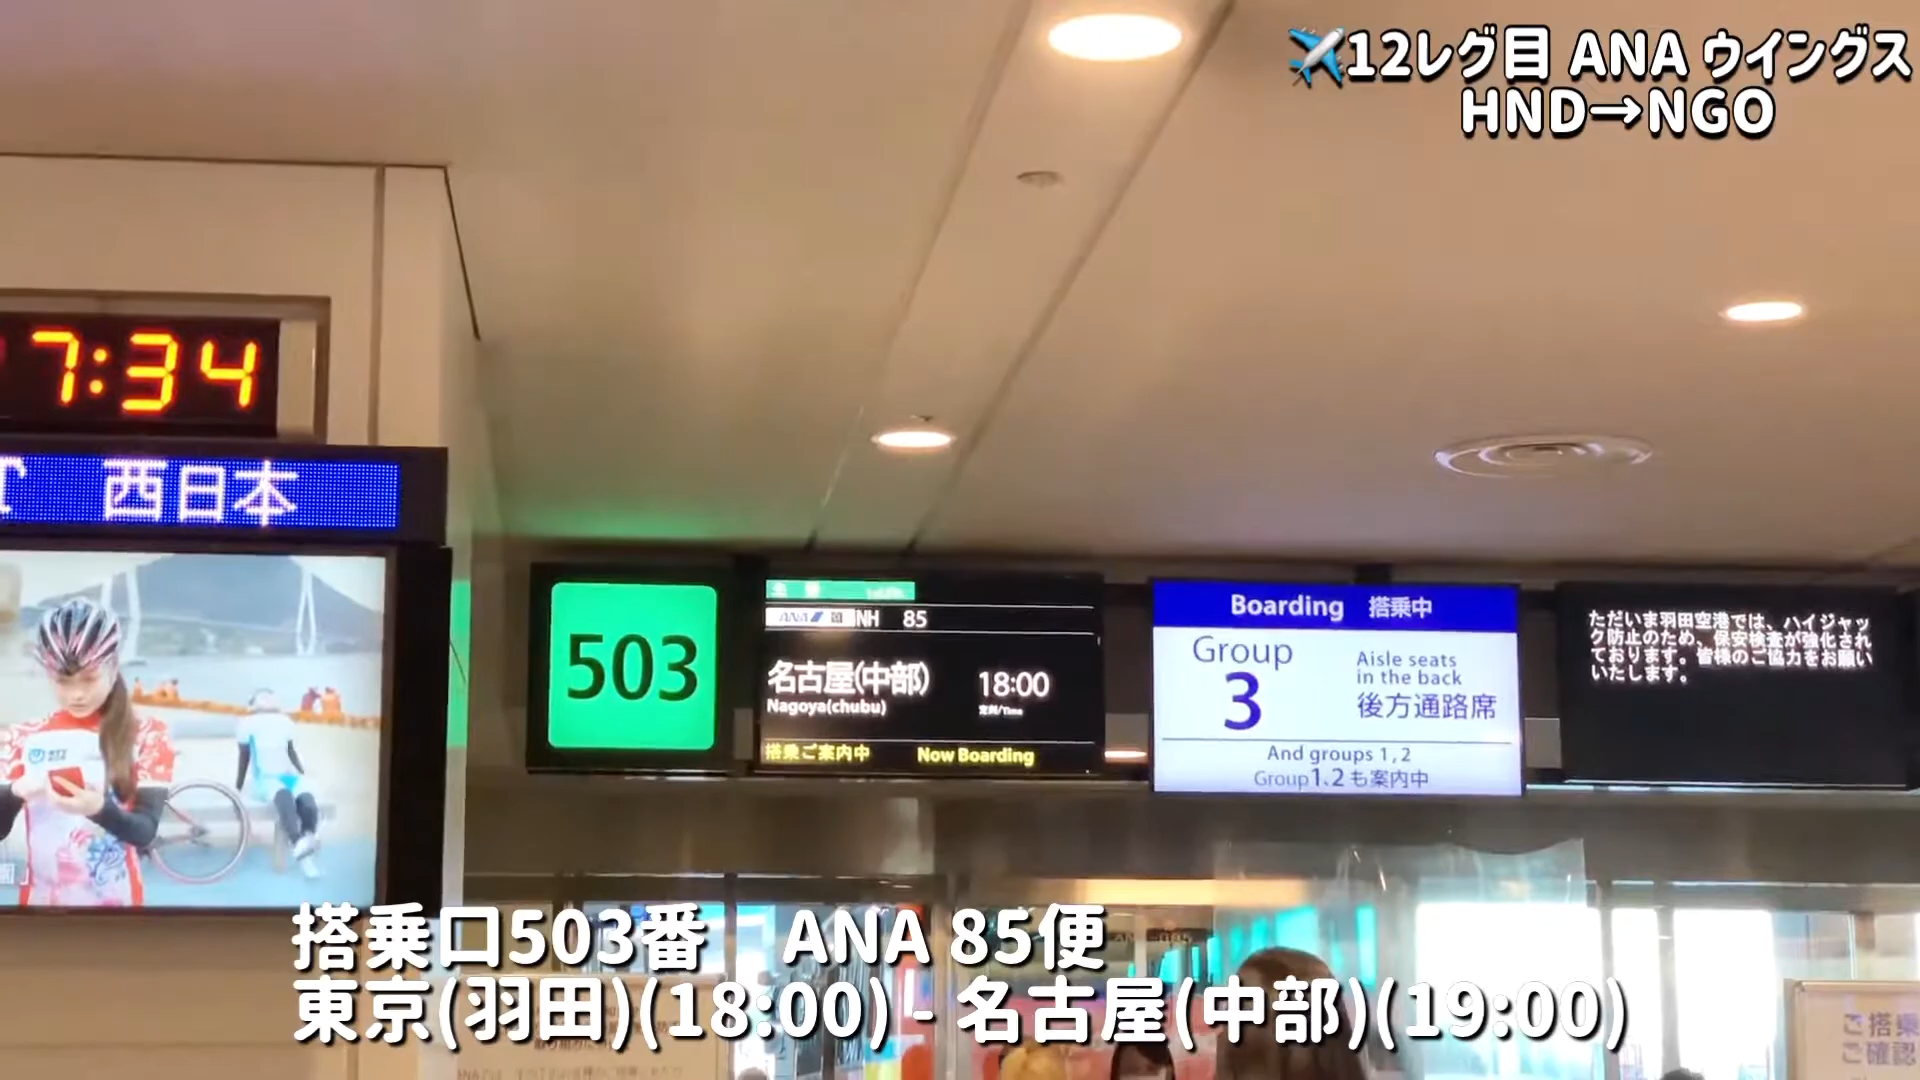 12レグ目 ANA ウイングス
HND→NGO
7:34
西日本
503
ANA NH 85
名古屋(中部) 18:00
Nagoya(chubu) 定刻/Time
搭乗ご案内中 Now Boarding
Boarding 搭乗中
Group
3
Aisle seats
in the back
後方通路席
And groups 1, 2
Group1.2 も案内中
ただいま羽田空港では、ハイジャッ
ク防止のため、保安検査が強化され
ております。皆様のご協力をお願い
いたします。
搭乗口503番 ANA 85便
東京(羽田)(18:00) - 名古屋(中部)(19:00)
ご搭乗
ご確認